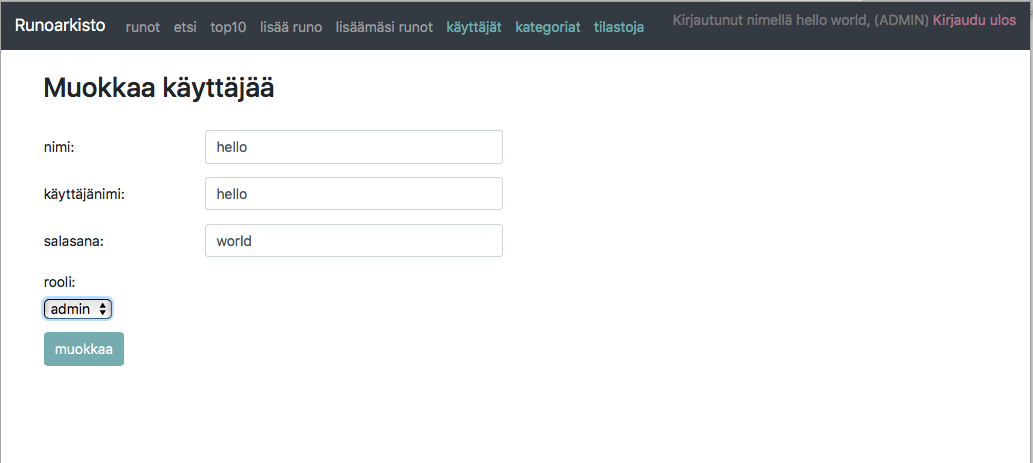 Runoarkisto runot etsi top10 lisää runo lisäämäsi runot käyttäjät kategoriat tilastoja Kirjautunut nimellä hello world, (ADMIN) Kirjaudu ulos
Muokkaa käyttäjää
nimi: hello
käyttäjänimi: hello
salasana: world
rooli:
admin
muokkaa